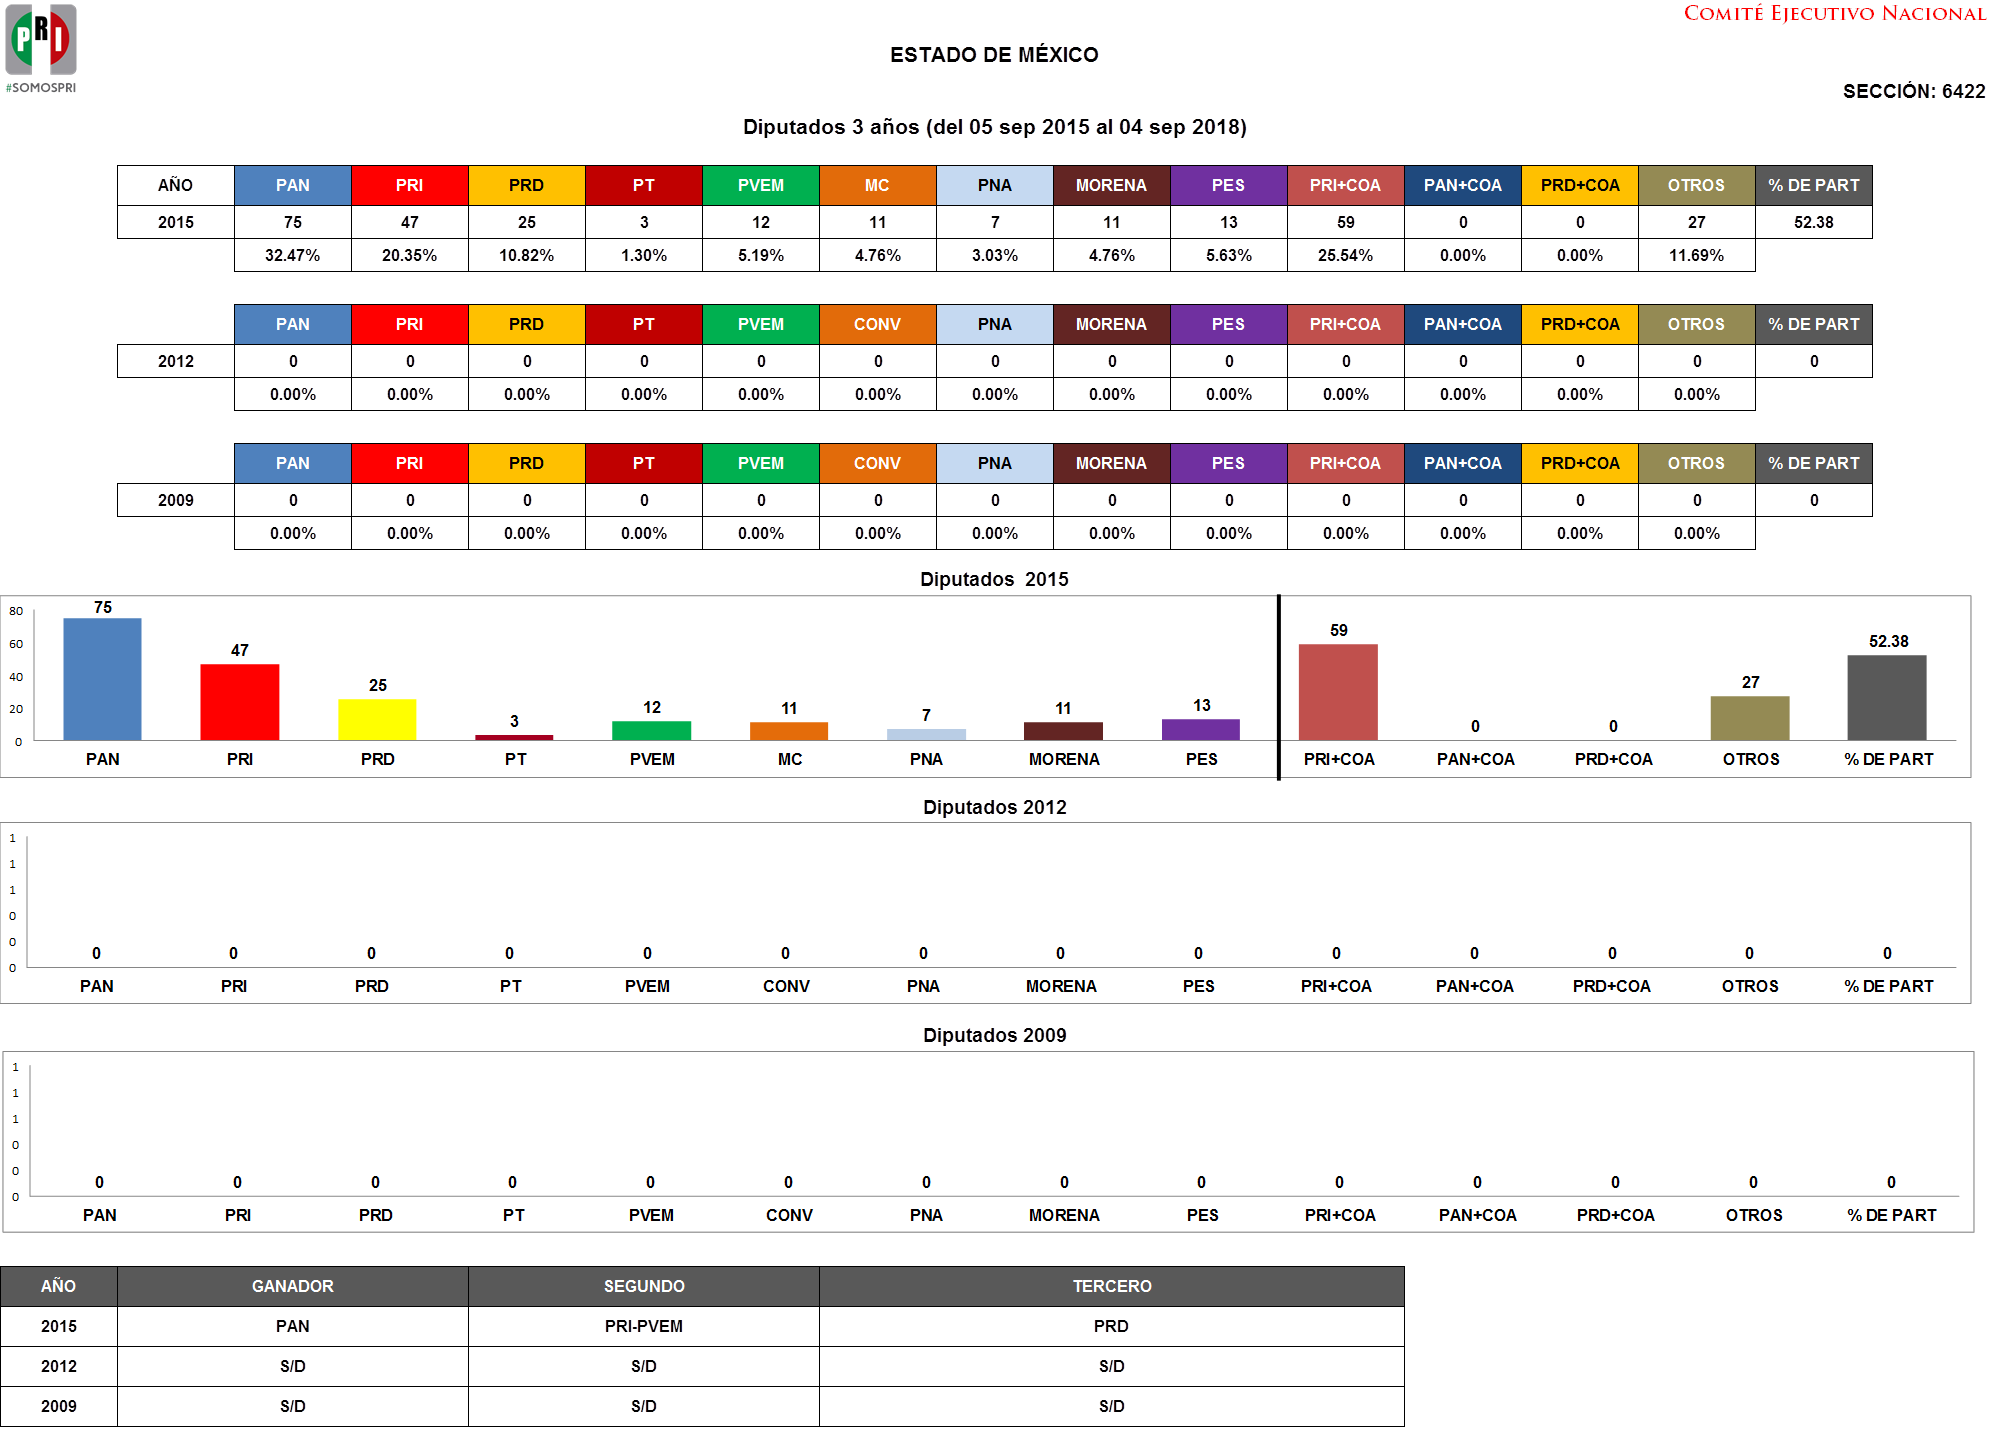 PRI
#SOMOSPRI
COMITÉ EJECUTIVO NACIONAL
ESTADO DE MÉXICO
SECCIÓN: 6422
Diputados 3 años (del 05 sep 2015 al 04 sep 2018)
AÑO PAN PRI PRD PT PVEM MC PNA MORENA PES PRI+COA PAN+COA PRD+COA OTROS % DE PART
2015 75 47 25 3 12 11 7 11 13 59 0 0 27 52.38
32.47% 20.35% 10.82% 1.30% 5.19% 4.76% 3.03% 4.76% 5.63% 25.54% 0.00% 0.00% 11.69%
PAN PRI PRD PT PVEM CONV PNA MORENA PES PRI+COA PAN+COA PRD+COA OTROS % DE PART
2012 0 0 0 0 0 0 0 0 0 0 0 0 0 0
0.00% 0.00% 0.00% 0.00% 0.00% 0.00% 0.00% 0.00% 0.00% 0.00% 0.00% 0.00% 0.00%
PAN PRI PRD PT PVEM CONV PNA MORENA PES PRI+COA PAN+COA PRD+COA OTROS % DE PART
2009 0 0 0 0 0 0 0 0 0 0 0 0 0 0
0.00% 0.00% 0.00% 0.00% 0.00% 0.00% 0.00% 0.00% 0.00% 0.00% 0.00% 0.00% 0.00%
Diputados 2015
80
60
40
20
0
75 47 25 3 12 11 7 11 13 59 0 0 27 52.38
PAN PRI PRD PT PVEM MC PNA MORENA PES PRI+COA PAN+COA PRD+COA OTROS % DE PART
Diputados 2012
1
1
1
0
0
0
0 0 0 0 0 0 0 0 0 0 0 0 0 0
PAN PRI PRD PT PVEM CONV PNA MORENA PES PRI+COA PAN+COA PRD+COA OTROS % DE PART
Diputados 2009
1
1
1
0
0
0
0 0 0 0 0 0 0 0 0 0 0 0 0 0
PAN PRI PRD PT PVEM CONV PNA MORENA PES PRI+COA PAN+COA PRD+COA OTROS % DE PART
AÑO GANADOR SEGUNDO TERCERO
2015 PAN PRI-PVEM PRD
2012 S/D S/D S/D
2009 S/D S/D S/D